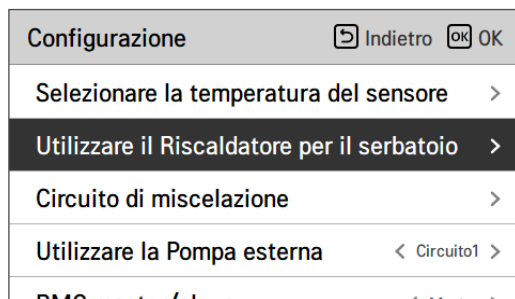 Configurazione Indietro OK OK
Selezionare la temperatura del sensore >
Utilizzare il Riscaldatore per il serbatoio >
Circuito di miscelazione >
Utilizzare la Pompa esterna < Circuito1 >